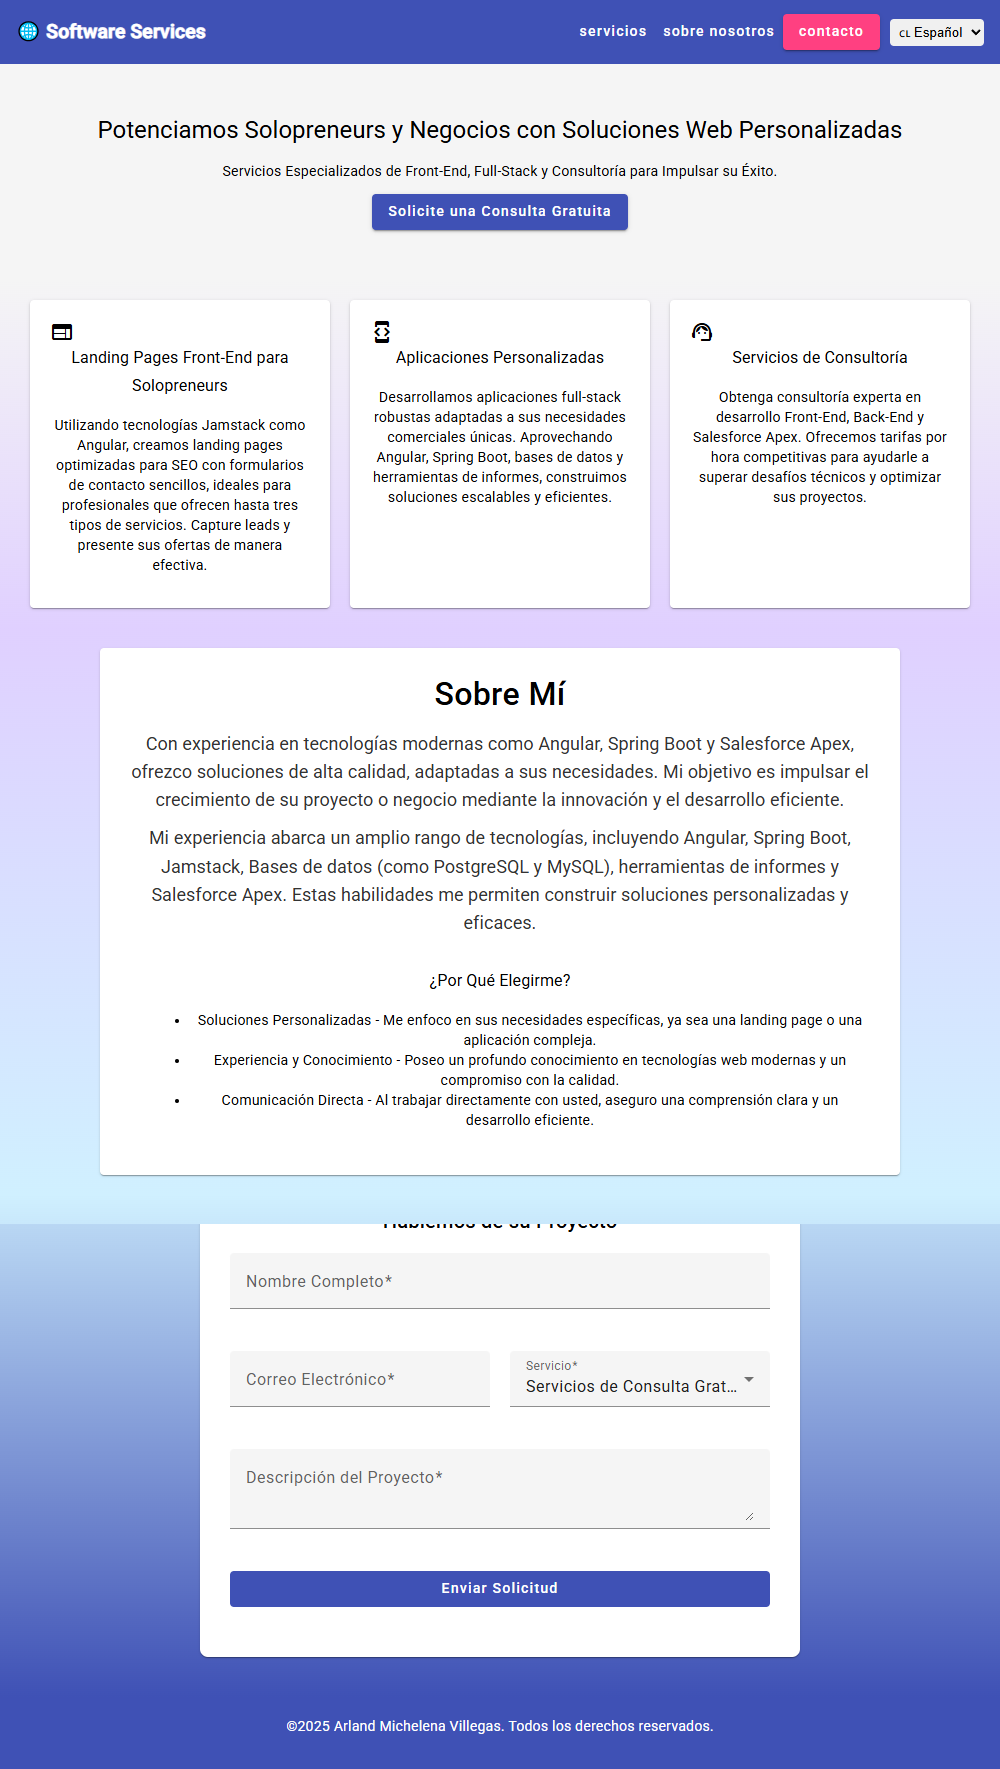 Software Services
servicios
sobre nosotros
contacto
CL Español
Potenciamos Solopreneurs y Negocios con Soluciones Web Personalizadas
Servicios Especializados de Front-End, Full-Stack y Consultoría para Impulsar su Éxito.
Solicite una Consulta Gratuita
Landing Pages Front-End para
Solopreneurs
Utilizando tecnologías Jamstack como
Angular, creamos landing pages
optimizadas para SEO con formularios
de contacto sencillos, ideales para
profesionales que ofrecen hasta tres
tipos de servicios. Capture leads y
presente sus ofertas de manera
efectiva.
Aplicaciones Personalizadas
Desarrollamos aplicaciones full-stack
robustas adaptadas a sus necesidades
comerciales únicas. Aprovechando
Angular, Spring Boot, bases de datos y
herramientas de informes, construimos
soluciones escalables y eficientes.
Servicios de Consultoría
Obtenga consultoría experta en
desarrollo Front-End, Back-End y
Salesforce Apex. Ofrecemos tarifas por
hora competitivas para ayudarle a
superar desafíos técnicos y optimizar
sus proyectos.
Sobre Mí
Con experiencia en tecnologías modernas como Angular, Spring Boot y Salesforce Apex,
ofrezco soluciones de alta calidad, adaptadas a sus necesidades. Mi objetivo es impulsar el
crecimiento de su proyecto o negocio mediante la innovación y el desarrollo eficiente.
Mi experiencia abarca un amplio rango de tecnologías, incluyendo Angular, Spring Boot,
Jamstack, Bases de datos (como PostgreSQL y MySQL), herramientas de informes y
Salesforce Apex. Estas habilidades me permiten construir soluciones personalizadas y
eficaces.
¿Por Qué Elegirme?
• Soluciones Personalizadas - Me enfoco en sus necesidades específicas, ya sea una landing page o una
aplicación compleja.
• Experiencia y Conocimiento - Poseo un profundo conocimiento en tecnologías web modernas y un
compromiso con la calidad.
• Comunicación Directa - Al trabajar directamente con usted, aseguro una comprensión clara y un
desarrollo eficiente.
Hablemos de su Proyecto
Nombre Completo*
Correo Electrónico*
Servicio*
Servicios de Consulta Grat...
Descripción del Proyecto*
Enviar Solicitud
©2025 Arland Michelena Villegas. Todos los derechos reservados.